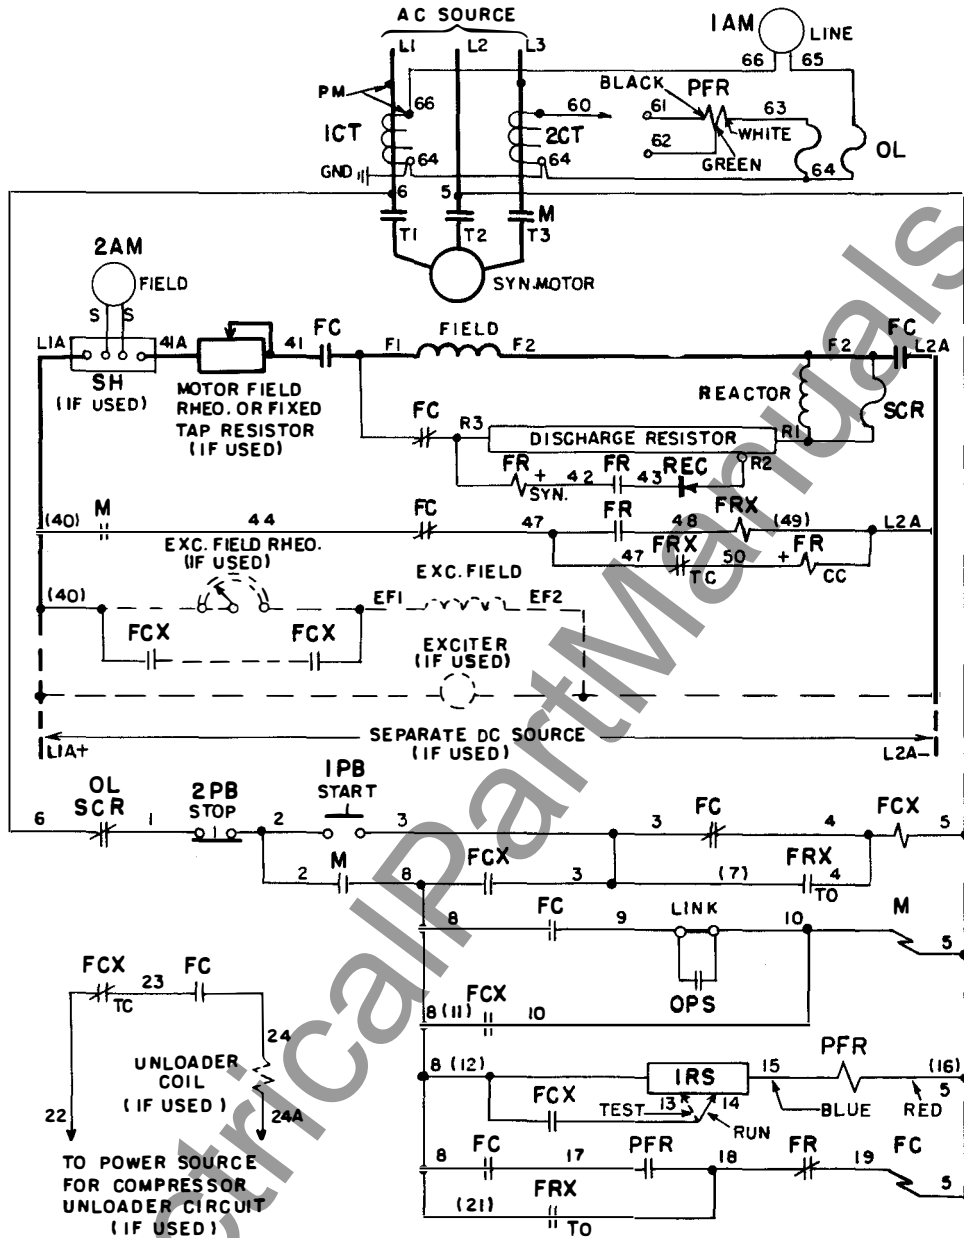 AC SOURCE
L1 L2 L3
1AM LINE
66 65
PM
66
60
BLACK PFR
61 63
1CT 2CT
62 WHITE
GREEN OL
GND 64 64 64
6 5 M
T1 T2 T3
2AM
FIELD
SYN. MOTOR
S S
L1A 41A 41 FC F1 FIELD F2 F2 FC L2A
SH
(IF USED)
MOTOR FIELD
RHEO. OR FIXED
TAP RESISTOR
(IF USED)
REACTOR
SCR
FC R3 DISCHARGE RESISTOR R1
FR + 42 FR 43 REC R2
SYN.
(40) M 44 FC 47 FR 48 FRX (49) L2A
EXC. FIELD RHEO.
(IF USED)
47 FRX 50 + FR
TC CC
(40) EF1 EXC. FIELD EF2
FCX FCX
EXCITER
(IF USED)
SEPARATE DC SOURCE
(IF USED)
L1A+ L2A-
OL
SCR
2PB
STOP
1PB
START
6 1 2 3 3 FC 4 FCX 5
2 M 8 FCX 3 (7) FRX 4
TO
8 FC 9 LINK 10 M
5
OPS
FCX 23 FC
TC
8 (11) FCX 10
24
UNLOADER
COIL
(IF USED)
22 24A
8 (12) 1RS 15 PFR (16)
5
FCX TEST 13 14 RUN BLUE RED
TO POWER SOURCE
FOR COMPRESSOR
UNLOADER CIRCUIT
(IF USED)
8 FC 17 PFR 18 FR 19 FC
5
(21) FRX
TO
ctricalPartManuals